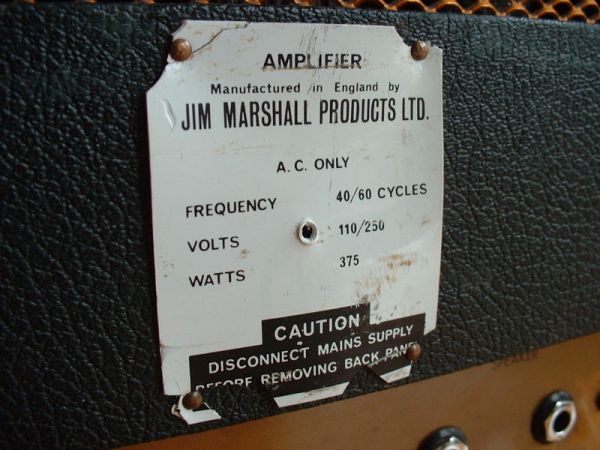 AMPLIFIER
Manufactured in England by
JIM MARSHALL PRODUCTS LTD.
A.C. ONLY
FREQUENCY 40/60 CYCLES
VOLTS 110/250
WATTS 375
CAUTION
DISCONNECT MAINS SUPPLY
BEFORE REMOVING BACK PANEL
SPEAKER